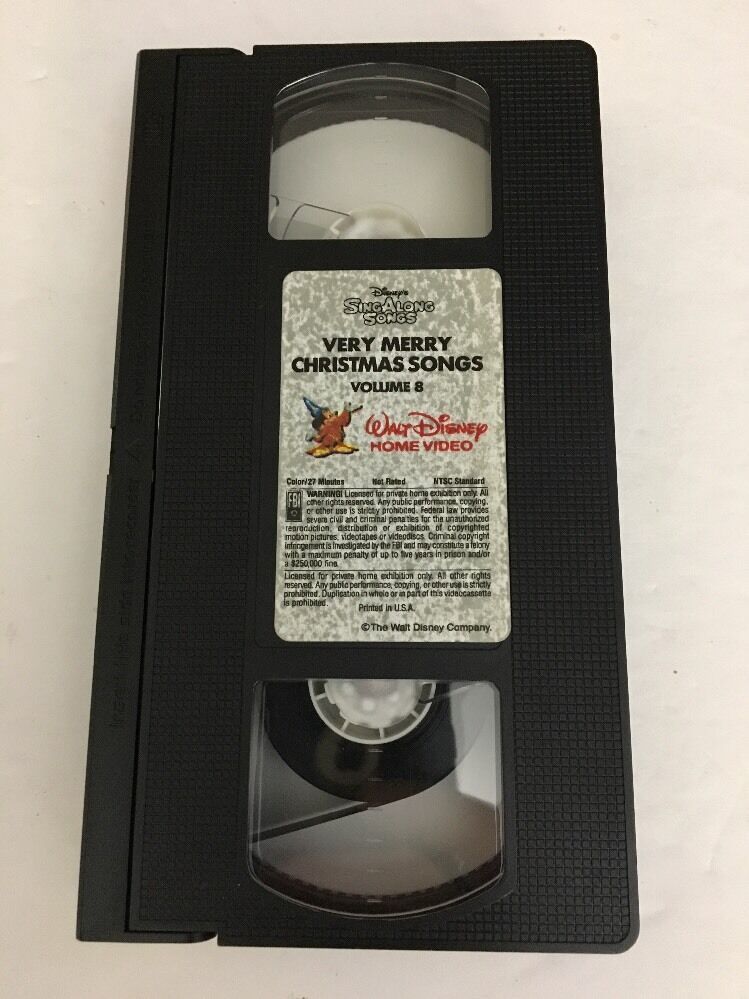 DISNEY'S
SING ALONG
SONGS
VERY MERRY
CHRISTMAS SONGS
VOLUME 8
WALT DISNEY
HOME VIDEO
Color/27 Minutes Not Rated NTSC Standard
FBI WARNING! Licensed for private home exhibition only. All
other rights reserved. Any public performance, copying,
or other use is strictly prohibited. Federal law provides
severe civil and criminal penalties for the unauthorized
reproduction, distribution or exhibition of copyrighted
motion pictures, videotapes or videodiscs. Criminal copyright
infringement is investigated by the FBI and may constitute a felony
with a maximum penalty of up to five years in prison and/or
a $250,000 fine.
Licensed for private home exhibition only. All other rights
reserved. Any public performance, copying, or other use is strictly
prohibited. Duplication in whole or in part of this videocassette
is prohibited.
Printed in U.S.A.
©The Walt Disney Company.